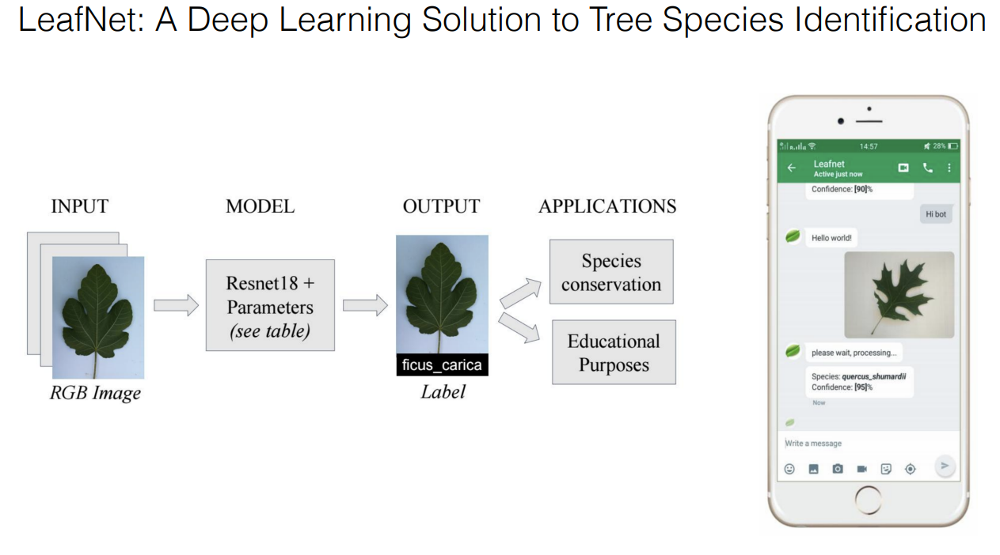 LeafNet: A Deep Learning Solution to Tree Species Identification
INPUT
MODEL
OUTPUT
APPLICATIONS
Resnet18 +
Parameters
(see table)
ficus_carica
RGB Image
Label
Species
conservation
Educational
Purposes
14:57
28%
Leafnet
Active just now
Confidence: [90]%
Hi bot
Hello world!
please wait, processing...
Species: quercus_shumardii
Confidence: [95]%
Now
Write a message